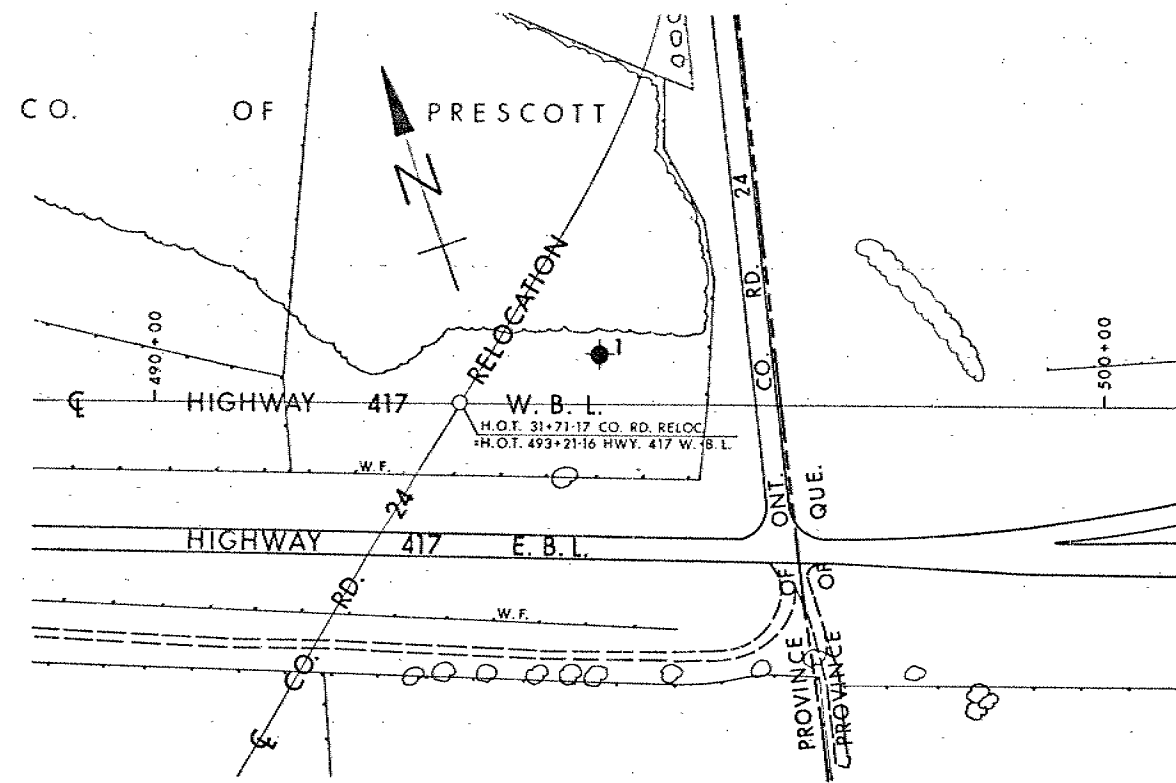 CO. OF PRESCOTT
N
24
RD.
CO.
RELOCATION
1
490+00
500+00
℄ HIGHWAY 417 W. B. L.
H.O.T. 31+71·17 CO. RD. RELOC.
=H.O.T. 493+21·16 HWY. 417 W. B. L.
W.F.
24
ONT.
QUE.
HIGHWAY 417 E. B. L.
OF
OF
RD.
W.F.
CO.
PROVINCE
PROVINCE
℄